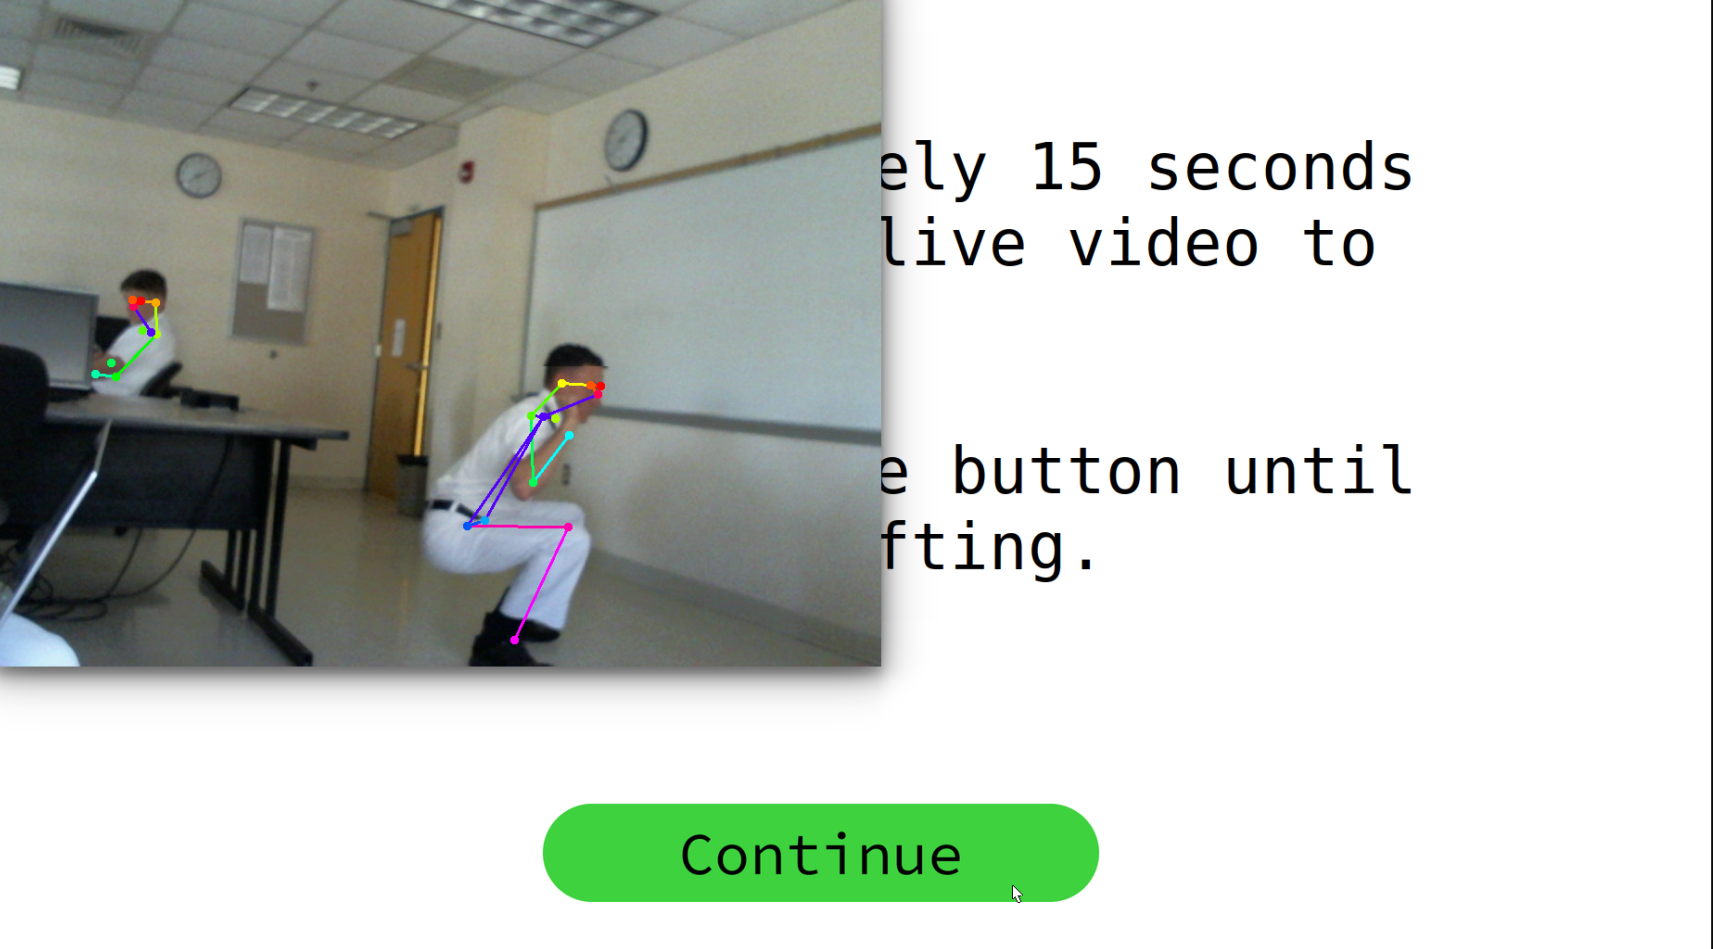 ely 15 seconds
live video to
e button until
fting.
Continue